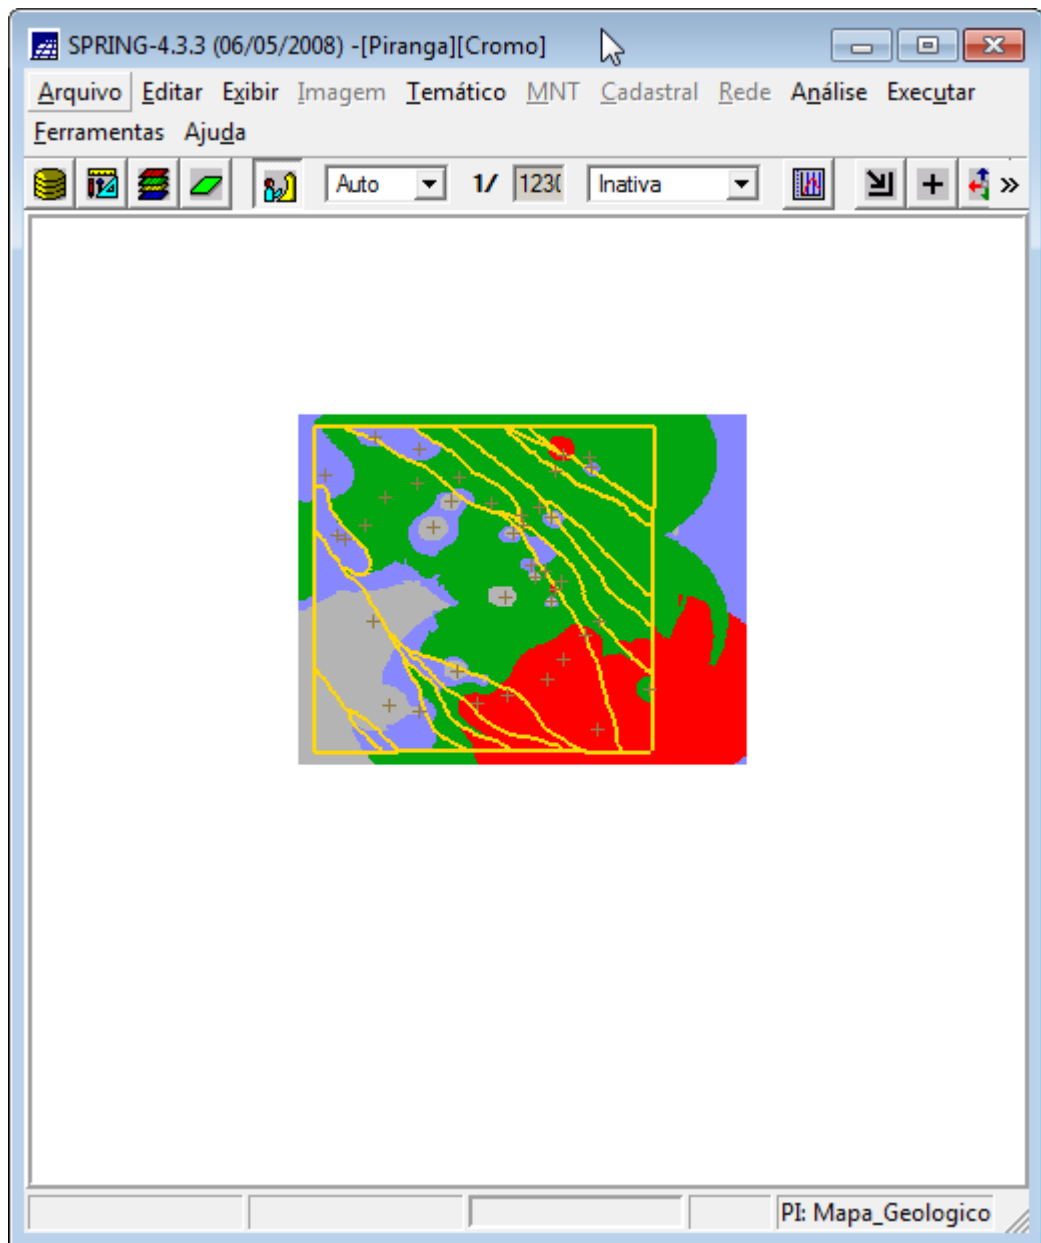 SPRING-4.3.3 (06/05/2008) -[Piranga][Cromo]
Arquivo Editar Exibir Imagem Temático MNT Cadastral Rede Análise Executar
Ferramentas Ajuda
Auto 1/ 123( Inativa »
PI: Mapa_Geologico